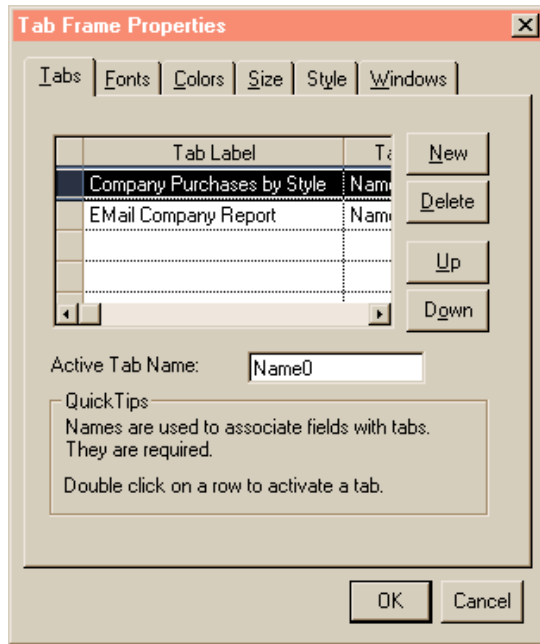 Tab Frame Properties
Tabs Fonts Colors Size Style Windows
Tab Label
New
Company Purchases by Style
Delete
EMail Company Report
Up
Down
Active Tab Name: Name0
QuickTips
Names are used to associate fields with tabs.
They are required.
Double click on a row to activate a tab.
OK Cancel